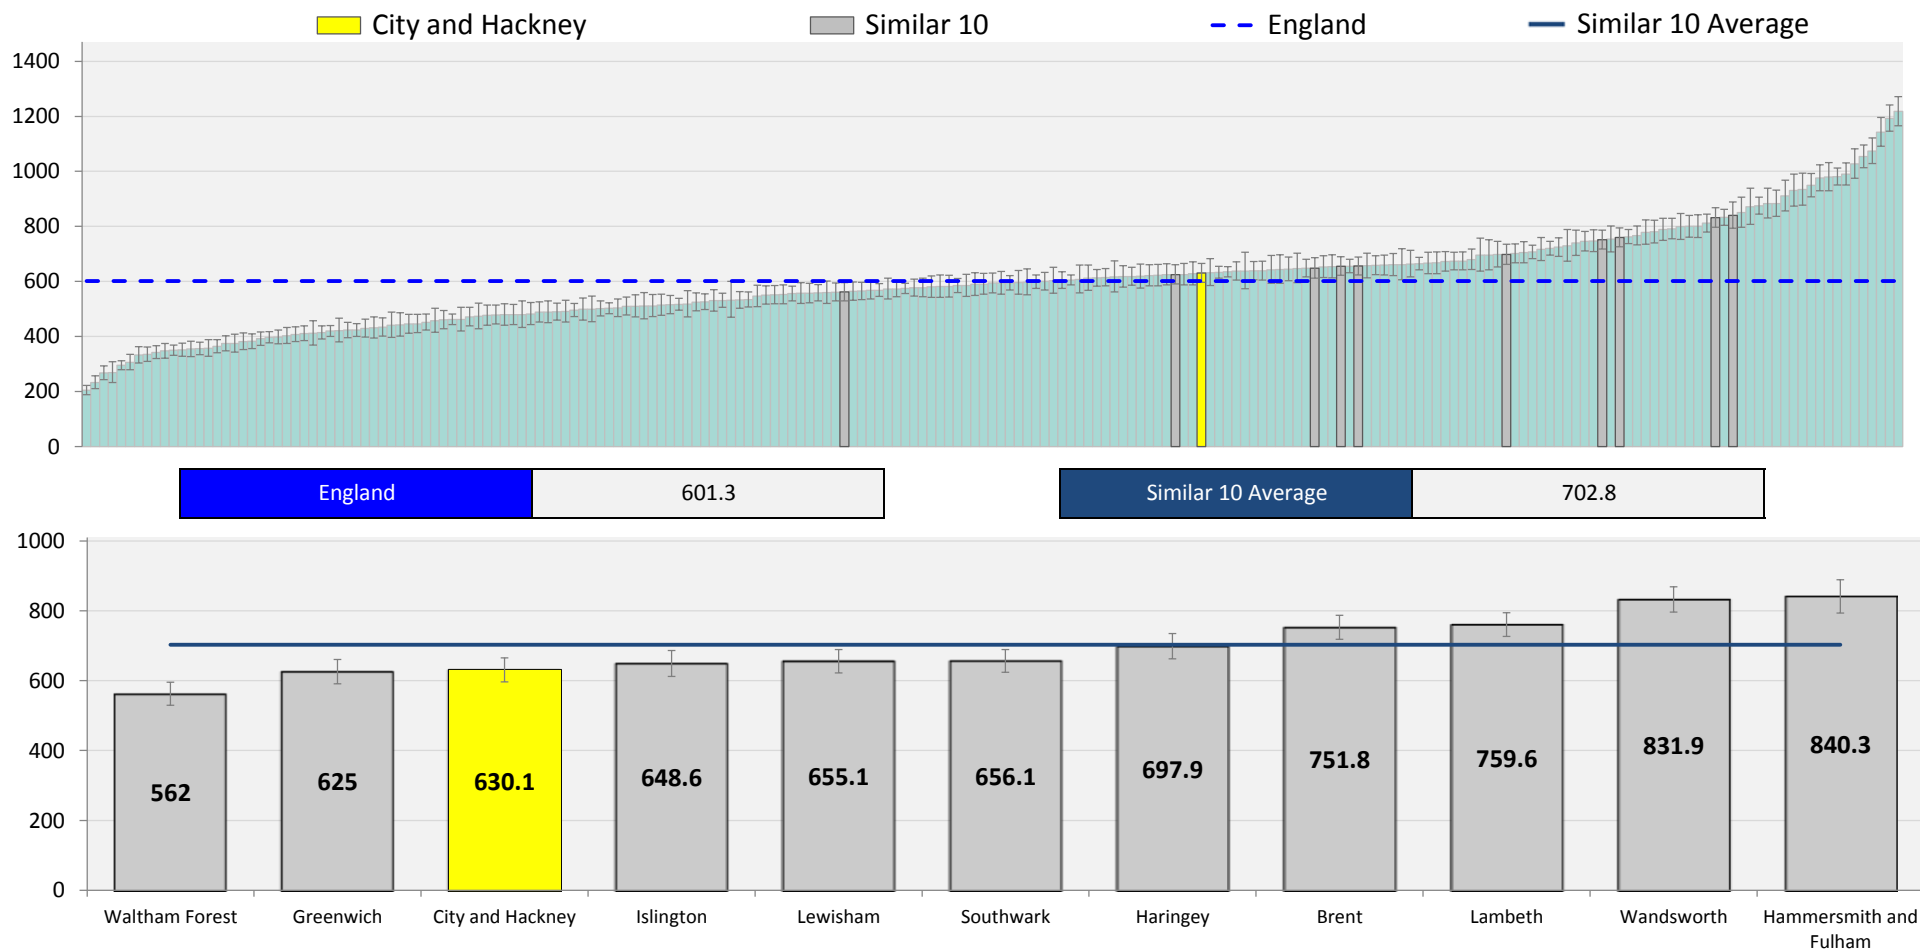 City and Hackney Similar 10 England Similar 10 Average
1400
1200
1000
800
600
400
200
0
England 601.3 Similar 10 Average 702.8
1000
800
600
400
200
0
562 625 630.1 648.6 655.1 656.1 697.9 751.8 759.6 831.9 840.3
Waltham Forest Greenwich City and Hackney Islington Lewisham Southwark Haringey Brent Lambeth Wandsworth Hammersmith and
Fulham